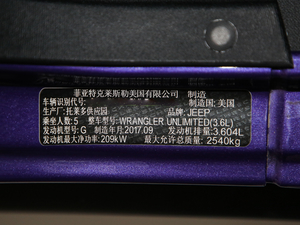 菲亚特克莱斯勒美国有限公司 制造
车辆识别代号: 制造国: 美国
生产厂: 托莱多供应园 品牌: JEEP
乘坐人数: 5 整车型号: WRANGLER UNLIMITED(3.6L)
发动机型号: G 制造年月: 2017.09 发动机排量: 3.604L
发动机最大净功率: 209kW 最大允许总质量: 2540kg